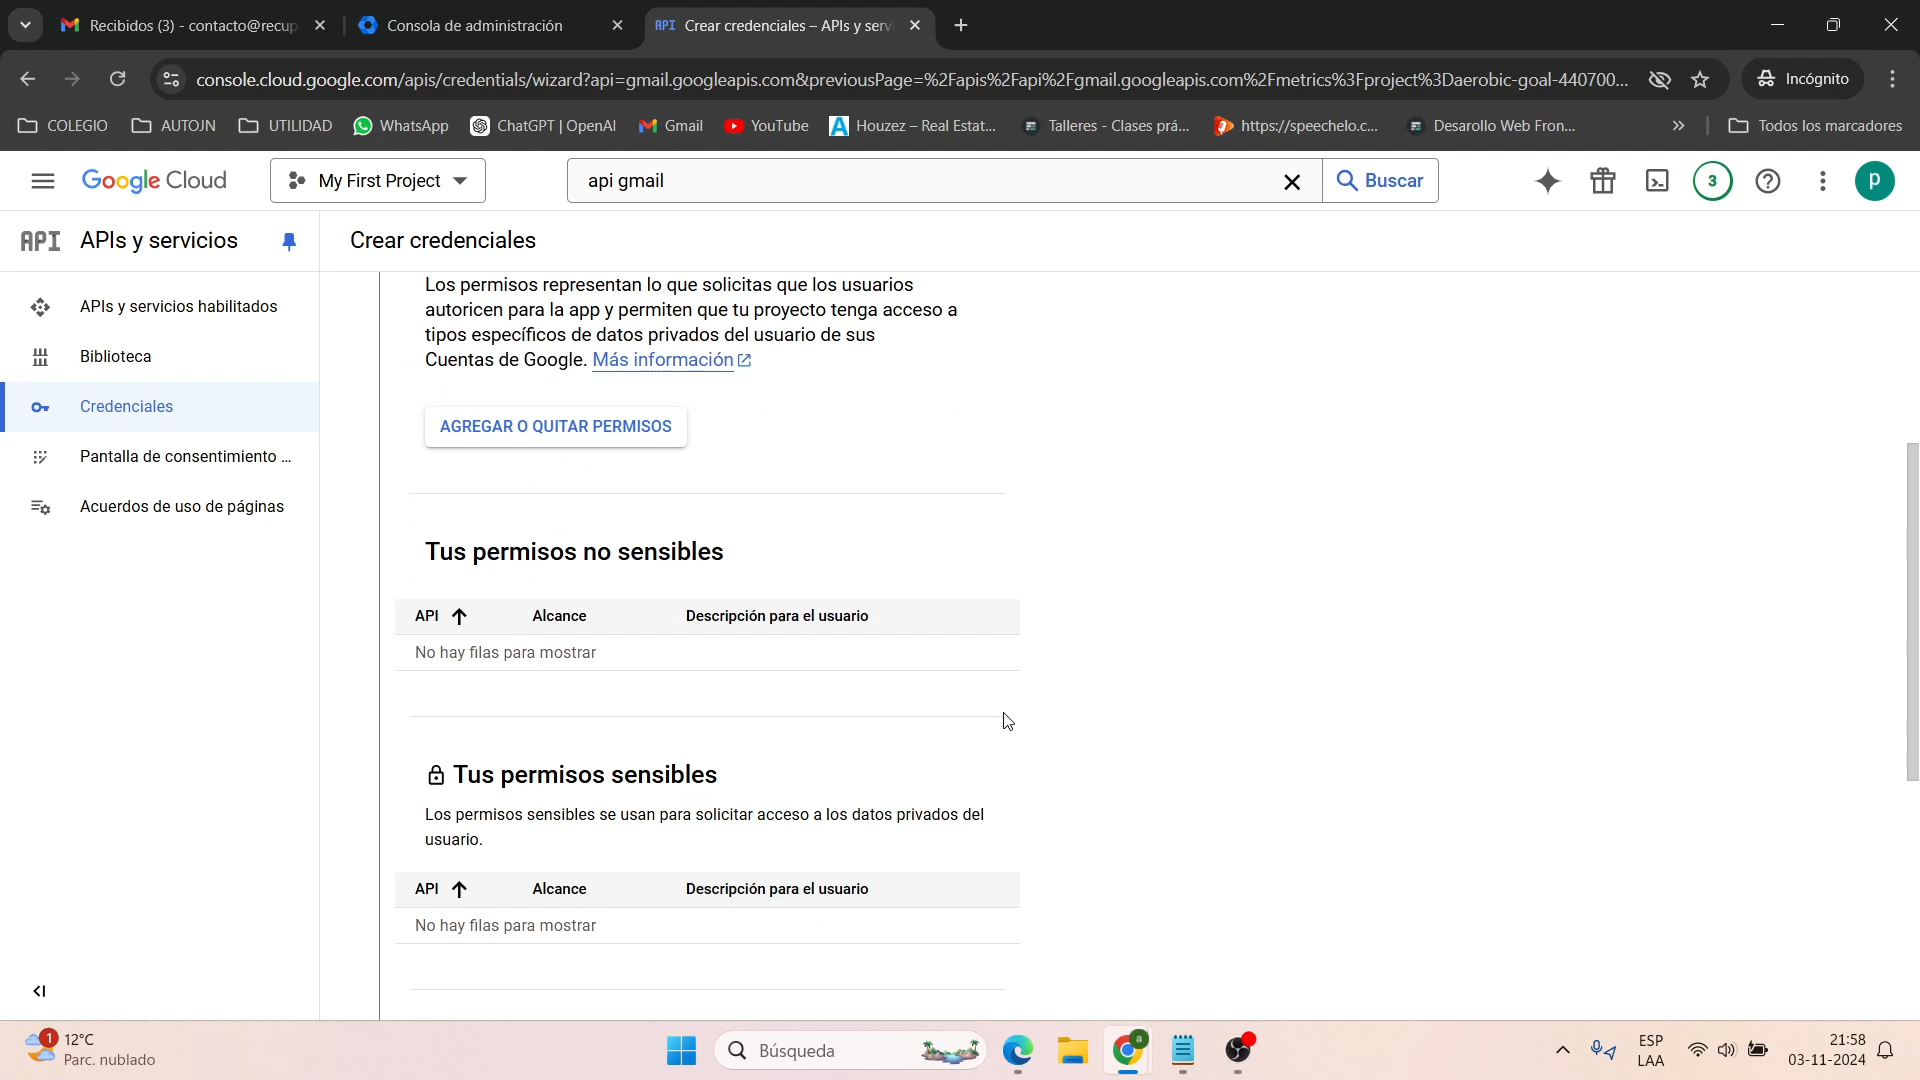 Recibidos (3) - contacto@recup
Consola de administración
API Crear credenciales – APIs y serv
console.cloud.google.com/apis/credentials/wizard?api=gmail.googleapis.com&previousPage=%2Fapis%2Fapi%2Fgmail.googleapis.com%2Fmetrics%3Fproject%3Daerobic-goal-440700...
Incógnito
COLEGIO
AUTOJN
UTILIDAD
WhatsApp
ChatGPT | OpenAI
Gmail
YouTube
Houzez – Real Estat...
Talleres - Clases prá...
https://speechelo.c...
Desarollo Web Fron...
»
Todos los marcadores
Google Cloud
My First Project
api gmail
Buscar
3
p
API APIs y servicios
Crear credenciales
APIs y servicios habilitados
Biblioteca
Credenciales
Pantalla de consentimiento ...
Acuerdos de uso de páginas
Los permisos representan lo que solicitas que los usuarios
autoricen para la app y permiten que tu proyecto tenga acceso a
tipos específicos de datos privados del usuario de sus
Cuentas de Google. Más información
AGREGAR O QUITAR PERMISOS
Tus permisos no sensibles
API Alcance Descripción para el usuario
No hay filas para mostrar
Tus permisos sensibles
Los permisos sensibles se usan para solicitar acceso a los datos privados del
usuario.
API Alcance Descripción para el usuario
No hay filas para mostrar
1
12°C
Parc. nublado
Búsqueda
a
ESP
LAA
21:58
03-11-2024